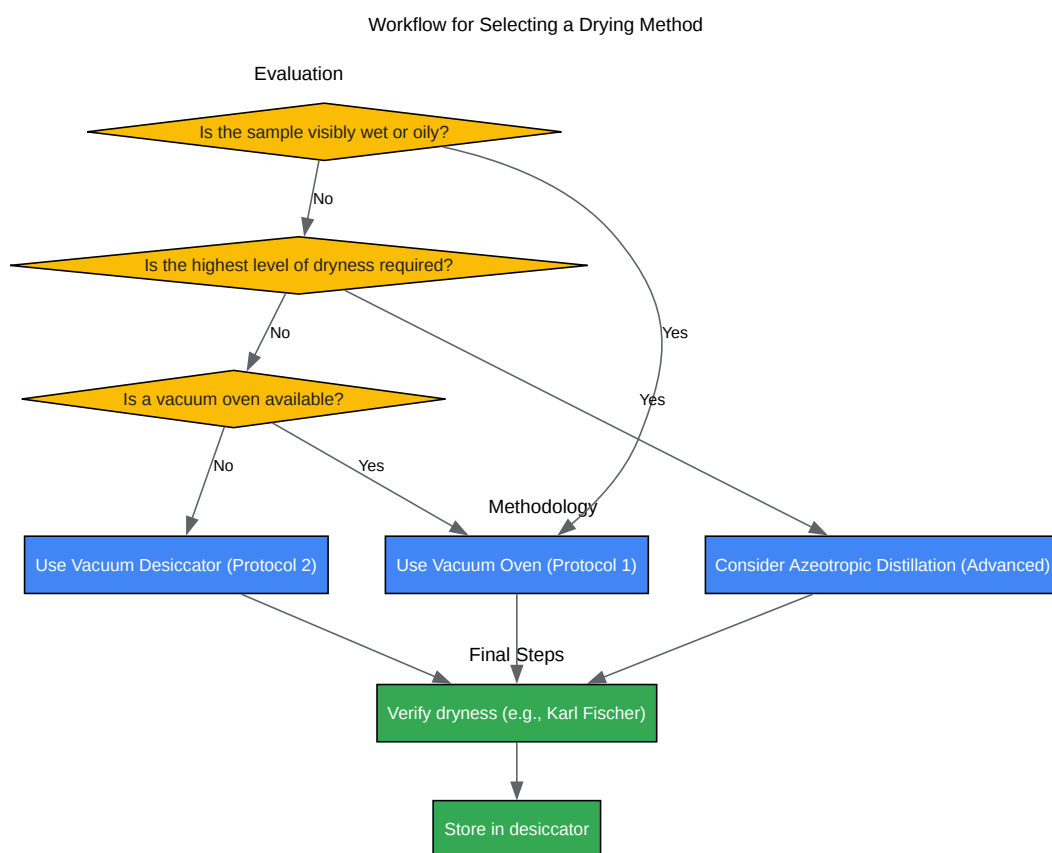 Workflow for Selecting a Drying Method
Evaluation
Is the sample visibly wet or oily?
No
Is the highest level of dryness required?
No
Yes
Is a vacuum oven available?
Yes
No
Yes
Methodology
Use Vacuum Desiccator (Protocol 2)
Use Vacuum Oven (Protocol 1)
Consider Azeotropic Distillation (Advanced)
Final Steps
Verify dryness (e.g., Karl Fischer)
Store in desiccator